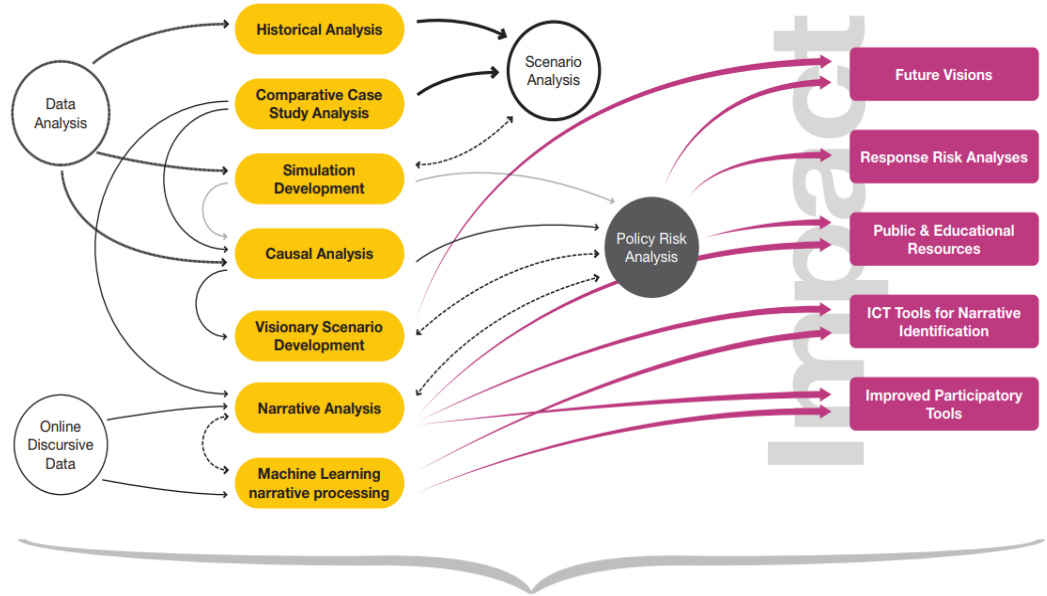 Data
Analysis
Online
Discursive
Data
Historical Analysis
Comparative Case
Study Analysis
Simulation
Development
Causal Analysis
Visionary Scenario
Development
Narrative Analysis
Machine Learning
narrative processing
Scenario
Analysis
Policy Risk
Analysis
Impact
Future Visions
Response Risk Analyses
Public & Educational
Resources
ICT Tools for Narrative
Identification
Improved Participatory
Tools